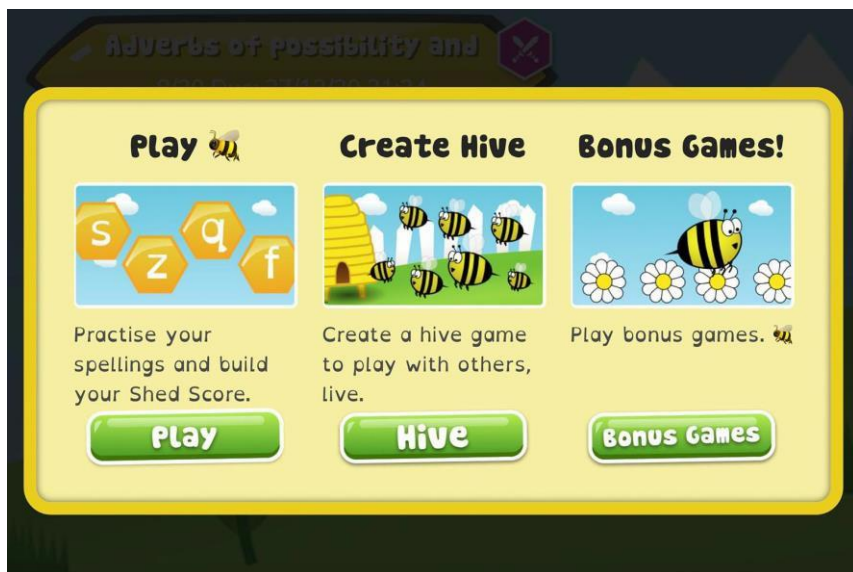 Adverbs of possibility and
Play
Create Hive
Bonus Games!
s
z
q
f
Practise your
spellings and build
your Shed Score.
Create a hive game
to play with others,
live.
Play bonus games.
Play
Hive
Bonus Games